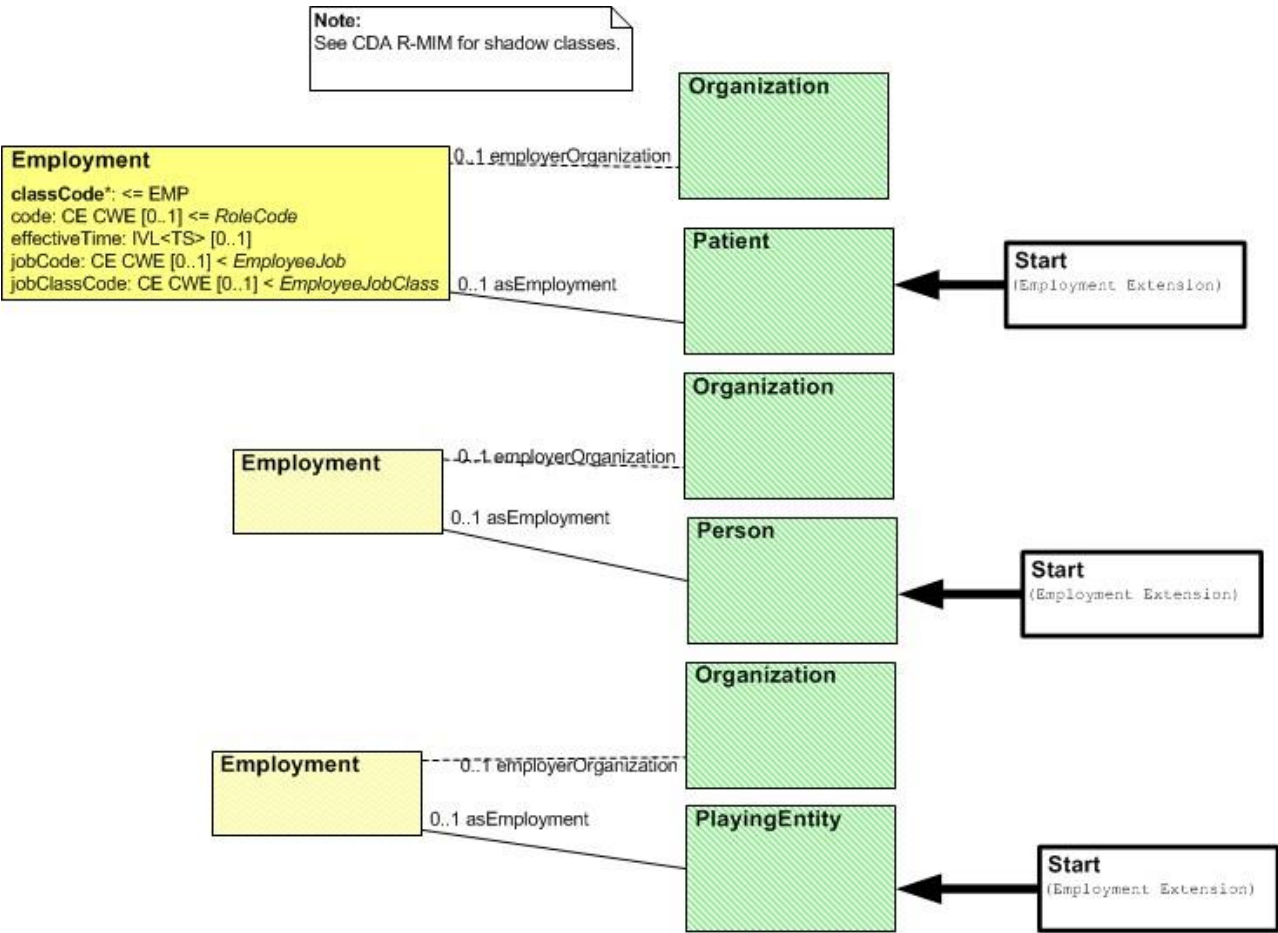 Note:
See CDA R-MIM for shadow classes.
Organization
Employment
classCode*: <= EMP
code: CE CWE [0..1] <= RoleCode
effectiveTime: IVL<TS> [0..1]
jobCode: CE CWE [0..1] < EmployeeJob
jobClassCode: CE CWE [0..1] < EmployeeJobClass
0..1 employerOrganization
Patient
0..1 asEmployment
Start
(Employment Extension)
Organization
Employment
0..1 employerOrganization
0..1 asEmployment
Person
Start
(Employment Extension)
Organization
Employment
0..1 employerOrganization
0..1 asEmployment
PlayingEntity
Start
(Employment Extension)